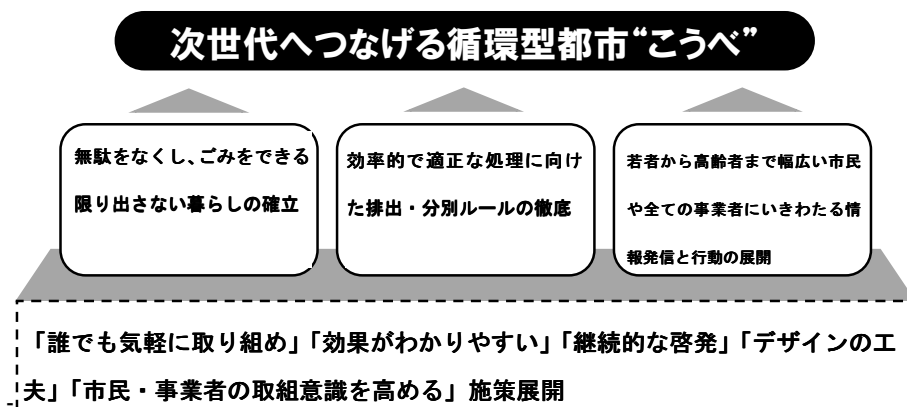 次世代へつなげる循環型都市“こうべ”
無駄をなくし、ごみをできる
限り出さない暮らしの確立
効率的で適正な処理に向け
た排出・分別ルールの徹底
若者から高齢者まで幅広い市民
や全ての事業者にいきわたる情
報発信と行動の展開
「誰でも気軽に取り組め」「効果がわかりやすい」「継続的な啓発」「デザインの工
夫」「市民・事業者の取組意識を高める」施策展開